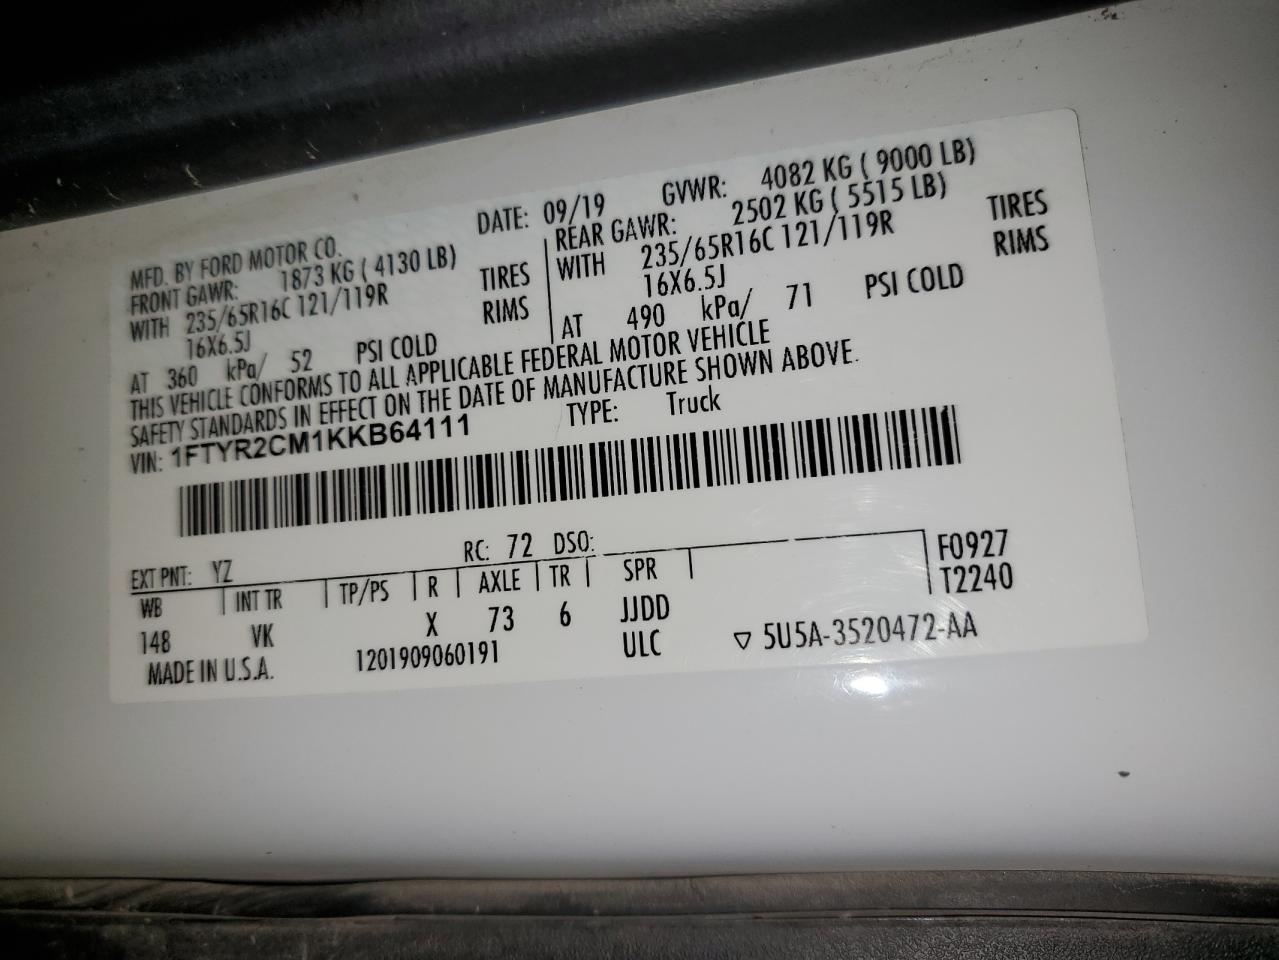 MFD. BY FORD MOTOR CO. DATE: 09/19 GVWR: 4082 KG ( 9000 LB)
FRONT GAWR: 1873 KG ( 4130 LB) REAR GAWR: 2502 KG ( 5515 LB)
WITH 235/65R16C 121/119R TIRES WITH 235/65R16C 121/119R TIRES
16X6.5J RIMS 16X6.5J RIMS
AT 360 kPa/ 52 PSI COLD AT 490 kPa/ 71 PSI COLD
THIS VEHICLE CONFORMS TO ALL APPLICABLE FEDERAL MOTOR VEHICLE
SAFETY STANDARDS IN EFFECT ON THE DATE OF MANUFACTURE SHOWN ABOVE.
VIN: 1FTYR2CM1KKB64111 TYPE: Truck
EXT PNT: YZ RC: 72 DSO: F0927
WB INT TR TP/PS R AXLE TR SPR T2240
148 VK X 73 6 JJDD
MADE IN U.S.A. 1201909060191 ULC ▽ 5U5A-3520472-AA